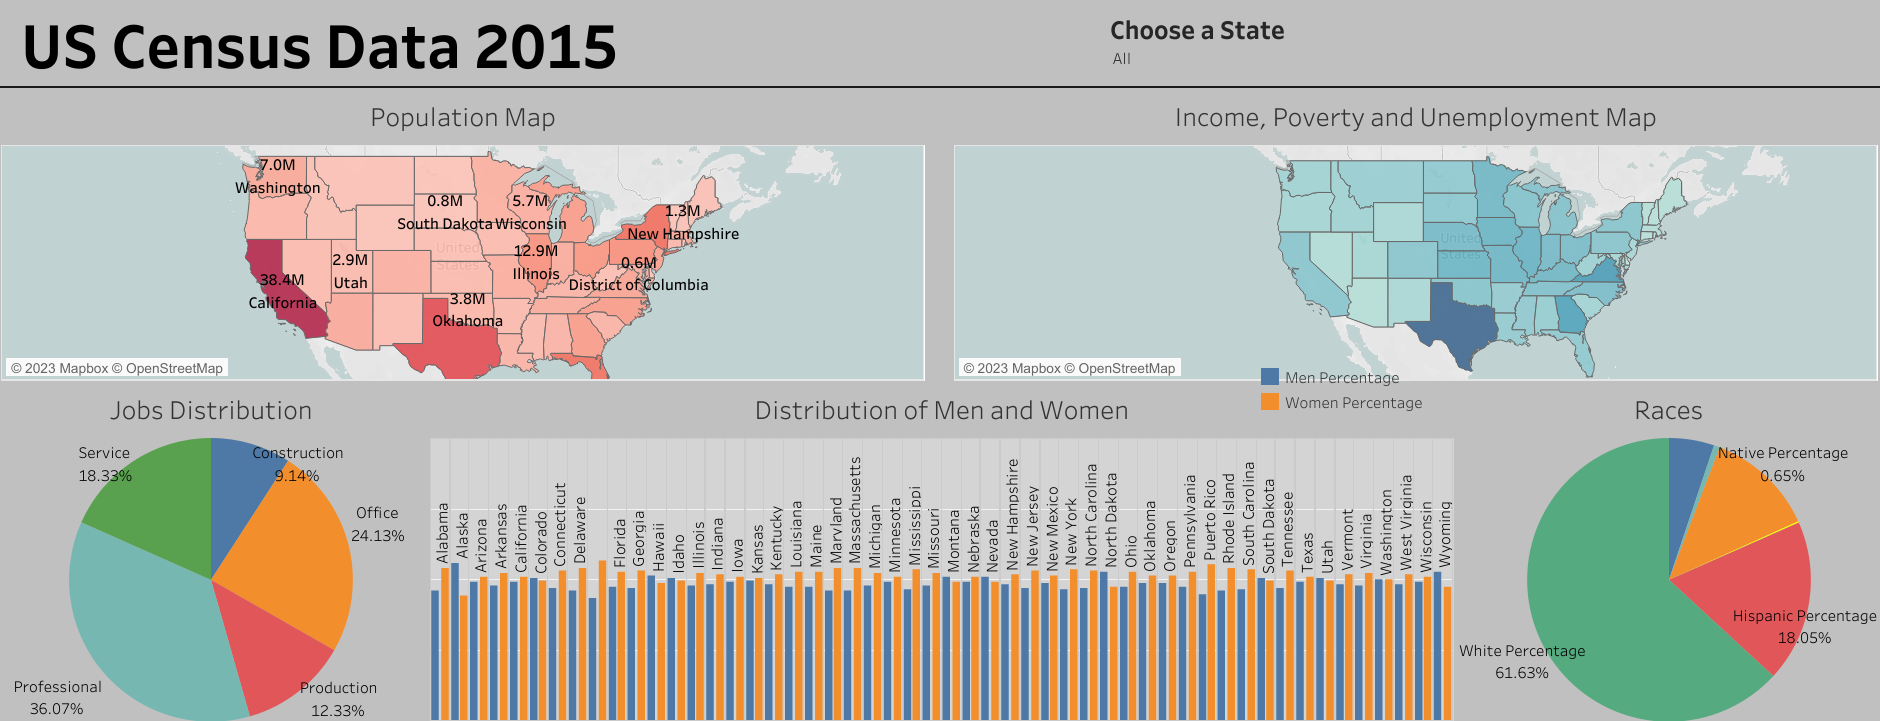 US Census Data 2015
Choose a State
All
Population Map
Income, Poverty and Unemployment Map
7.0M
Washington
0.8M
South Dakota
5.7M
Wisconsin
1.3M
New Hampshire
United
States
12.9M
Illinois
2.9M
Utah
0.6M
District of Columbia
38.4M
California
3.8M
Oklahoma
© 2023 Mapbox © OpenStreetMap
United
States
© 2023 Mapbox © OpenStreetMap
Men Percentage
Women Percentage
Jobs Distribution
Distribution of Men and Women
Races
Service
18.33%
Construction
9.14%
Office
24.13%
Professional
36.07%
Production
12.33%
Alabama
Alaska
Arizona
Arkansas
California
Colorado
Connecticut
Delaware
Florida
Georgia
Hawaii
Idaho
Illinois
Indiana
Iowa
Kansas
Kentucky
Louisiana
Maine
Maryland
Massachusetts
Michigan
Minnesota
Mississippi
Missouri
Montana
Nebraska
Nevada
New Hampshire
New Jersey
New Mexico
New York
North Carolina
North Dakota
Ohio
Oklahoma
Oregon
Pennsylvania
Puerto Rico
Rhode Island
South Carolina
South Dakota
Tennessee
Texas
Utah
Vermont
Virginia
Washington
West Virginia
Wisconsin
Wyoming
Native Percentage
0.65%
Hispanic Percentage
18.05%
White Percentage
61.63%